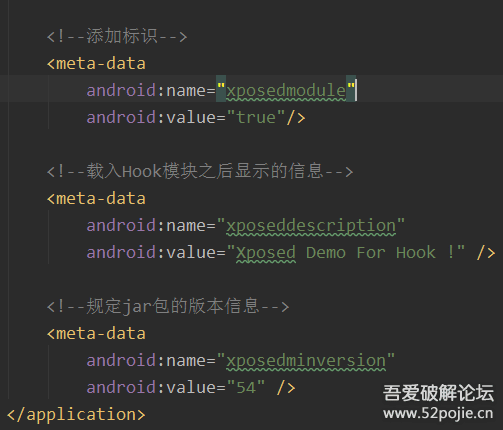 <!--添加标识-->
<meta-data
android:name="xposedmodule"
android:value="true"/>
<!--载入Hook模块之后显示的信息-->
<meta-data
android:name="xposeddescription"
android:value="Xposed Demo For Hook !" />
<!--规定jar包的版本信息-->
<meta-data
android:name="xposedminversion"
android:value="54" />
</application>
吾爱破解论坛
www.52pojie.cn